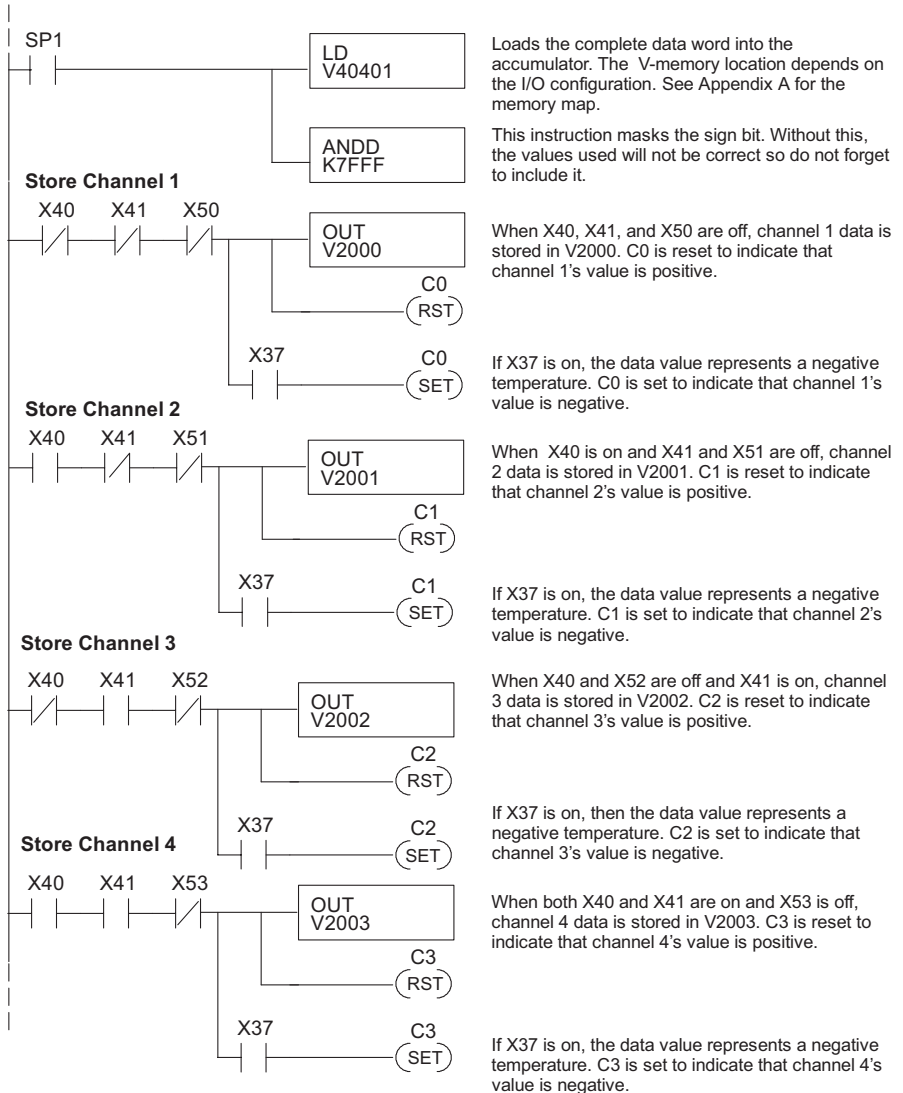 SP1
LD
V40401
Loads the complete data word into the
accumulator. The V-memory location depends on
the I/O configuration. See Appendix A for the
memory map.
ANDD
K7FFF
This instruction masks the sign bit. Without this,
the values used will not be correct so do not forget
to include it.
Store Channel 1
X40 X41 X50
OUT
V2000
When X40, X41, and X50 are off, channel 1 data is
stored in V2000. C0 is reset to indicate that
channel 1's value is positive.
C0
RST
X37 C0
SET
If X37 is on, the data value represents a negative
temperature. C0 is set to indicate that channel 1's
value is negative.
Store Channel 2
X40 X41 X51
OUT
V2001
When X40 is on and X41 and X51 are off, channel
2 data is stored in V2001. C1 is reset to indicate
that channel 2's value is positive.
C1
RST
X37 C1
SET
If X37 is on, the data value represents a negative
temperature. C1 is set to indicate that channel 2's
value is negative.
Store Channel 3
X40 X41 X52
OUT
V2002
When X40 and X52 are off and X41 is on, channel
3 data is stored in V2002. C2 is reset to indicate
that channel 3's value is positive.
C2
RST
X37 C2
SET
If X37 is on, then the data value represents a
negative temperature. C2 is set to indicate that
channel 3's value is negative.
Store Channel 4
X40 X41 X53
OUT
V2003
When both X40 and X41 are on and X53 is off,
channel 4 data is stored in V2003. C3 is reset to
indicate that channel 4's value is positive.
C3
RST
X37 C3
SET
If X37 is on, the data value represents a negative
temperature. C3 is set to indicate that channel 4's
value is negative.